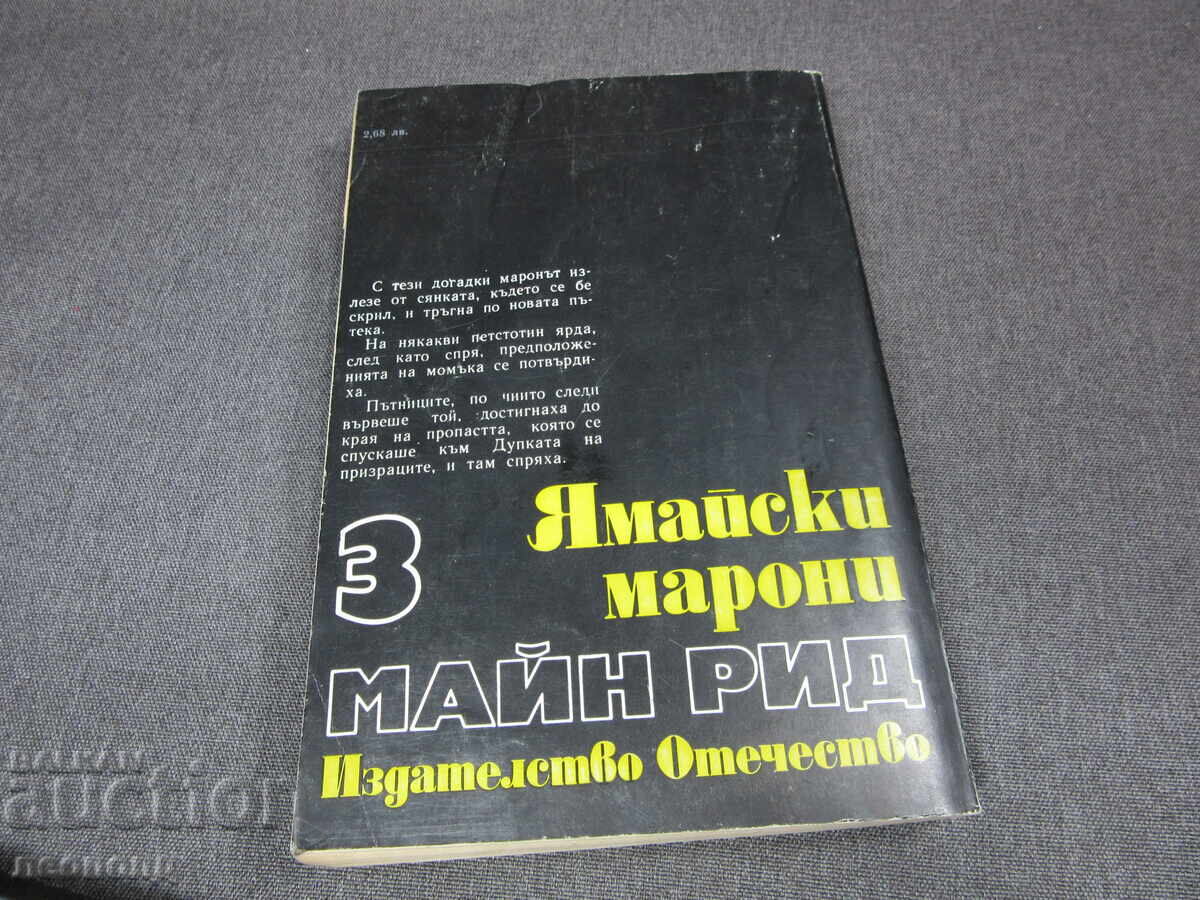 2,68 лв.
С тези догадки маронът из-
лезе от сянката, където се бе
скрил, и тръгна по новата пъ-
тека.
На някакви петстотин ярда,
след като спря, предположе-
нията на момъка се потвърди-
ха.
Пътниците, по чиито следи
вървеше той, достигнаха до
края на пропастта, която се
спускаше към Дупката на
призраците, и там спряха.
3
Ямайски
марони
МАЙН РИД
Издателство Отечество
BALKAN
auction
neonohn